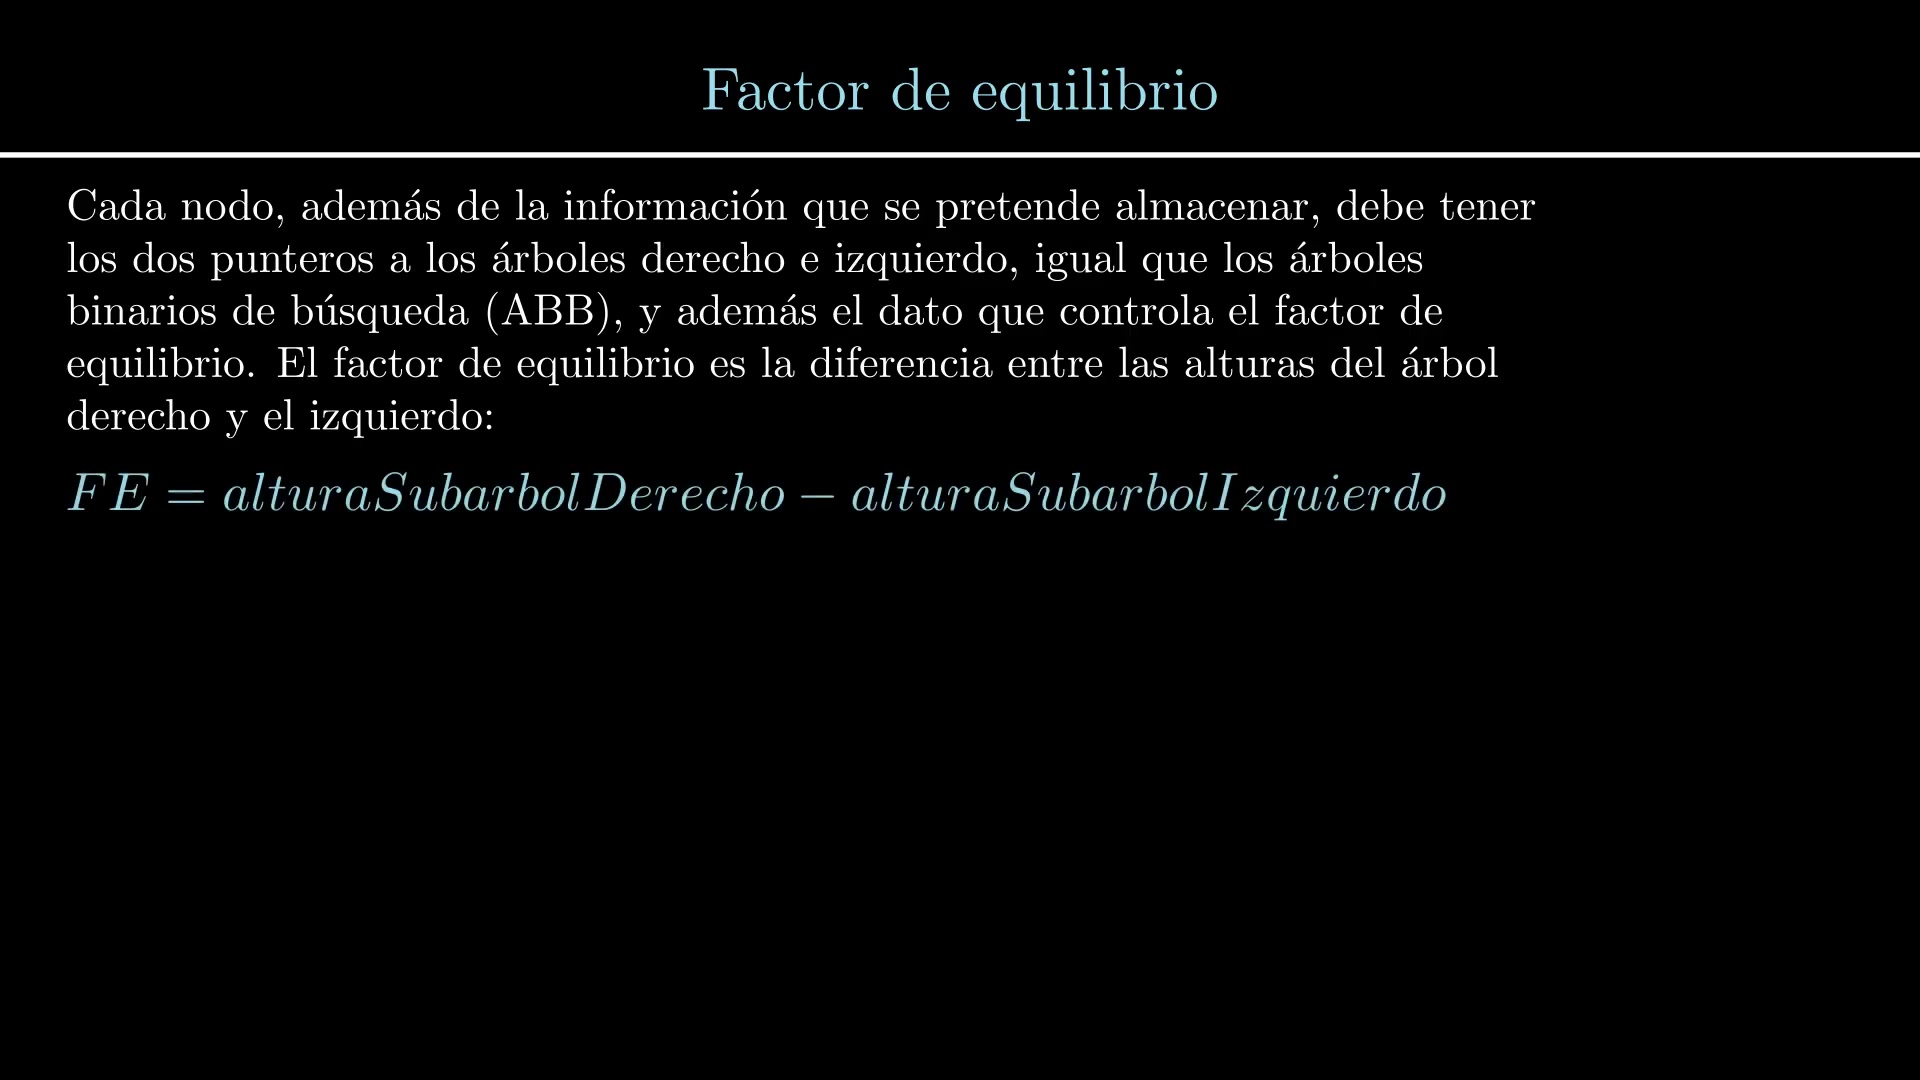 Factor de equilibrio
Cada nodo, además de la información que se pretende almacenar, debe tener
los dos punteros a los árboles derecho e izquierdo, igual que los árboles
binarios de búsqueda (ABB), y además el dato que controla el factor de
equilibrio. El factor de equilibrio es la diferencia entre las alturas del árbol
derecho y el izquierdo:
FE = alturaSubarbolDerecho − alturaSubarbolIzquierdo